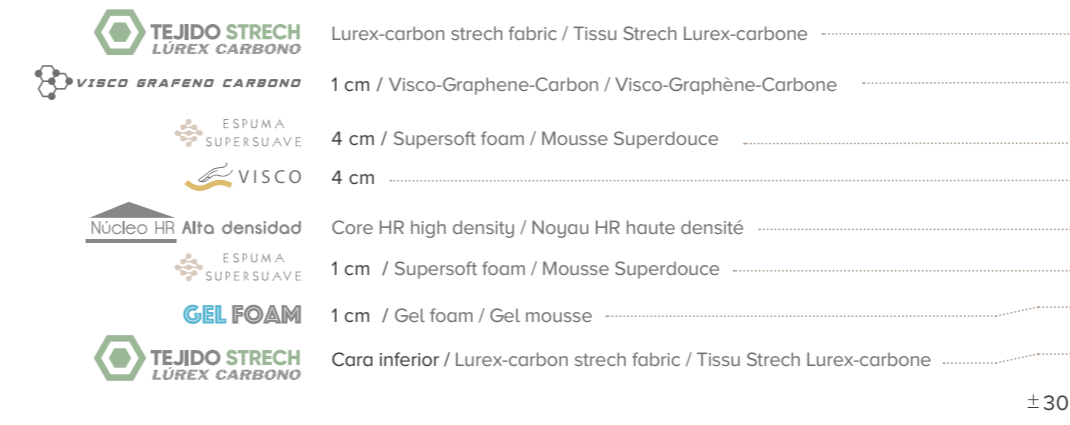 TEJIDO STRECH
LÚREX CARBONO
Lurex-carbon strech fabric / Tissu Strech Lurex-carbone
VISCO GRAFENO CARBONO
1 cm / Visco-Graphene-Carbon / Visco-Graphène-Carbone
ESPUMA
SUPERSUAVE
4 cm / Supersoft foam / Mousse Superdouce
VISCO
4 cm
Núcleo HR Alta densidad
Core HR high density / Noyau HR haute densité
ESPUMA
SUPERSUAVE
1 cm / Supersoft foam / Mousse Superdouce
GEL FOAM
1 cm / Gel foam / Gel mousse
TEJIDO STRECH
LÚREX CARBONO
Cara inferior / Lurex-carbon strech fabric / Tissu Strech Lurex-carbone
±30